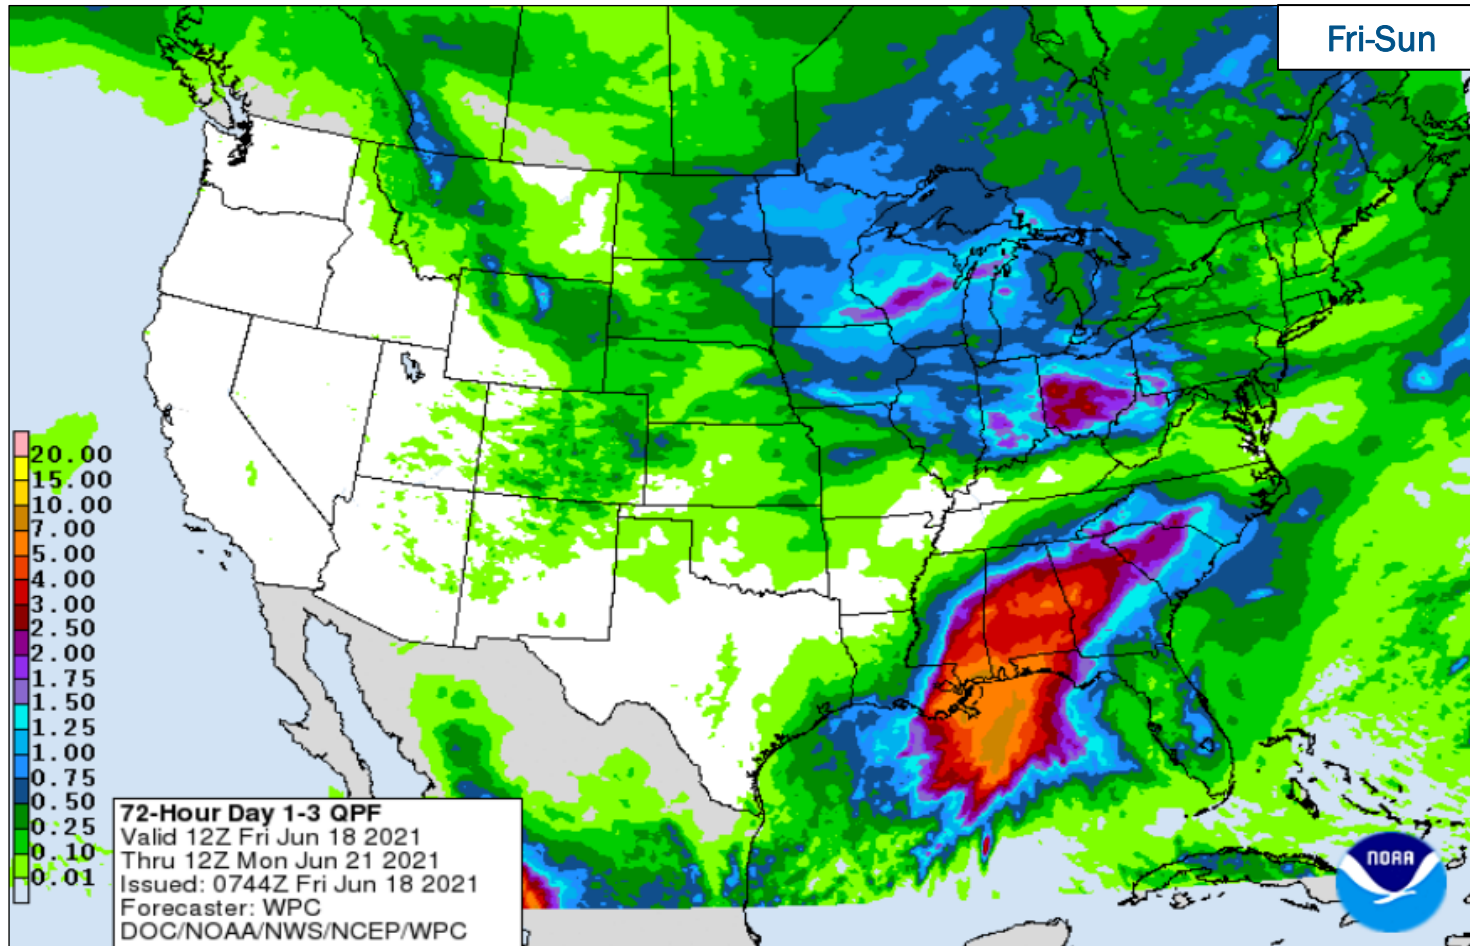 Fri-Sun
20.00
15.00
10.00
7.00
5.00
4.00
3.00
2.50
2.00
1.75
1.50
1.25
1.00
0.75
0.50
0.25
0.10
0.01
72-Hour Day 1-3 QPF
Valid 12Z Fri Jun 18 2021
Thru 12Z Mon Jun 21 2021
Issued: 0744Z Fri Jun 18 2021
Forecaster: WPC
DOC/NOAA/NWS/NCEP/WPC
NOAA